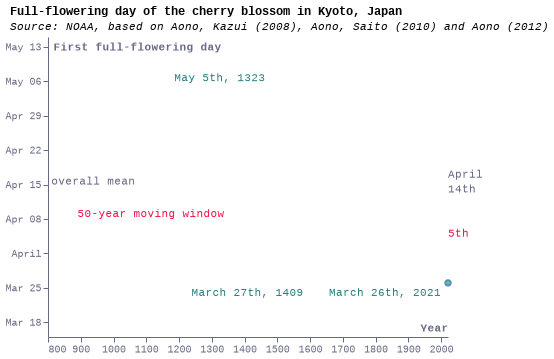 Full-flowering day of the cherry blossom in Kyoto, Japan
Source: NOAA, based on Aono, Kazui (2008), Aono, Saito (2010) and Aono (2012)
May 13
First full-flowering day
May 06
May 5th, 1323
Apr 29
Apr 22
April
14th
Apr 15
overall mean
Apr 08
50-year moving window
5th
April
Mar 25
March 27th, 1409
March 26th, 2021
Mar 18
Year
800 900 1000 1100 1200 1300 1400 1500 1600 1700 1800 1900 2000